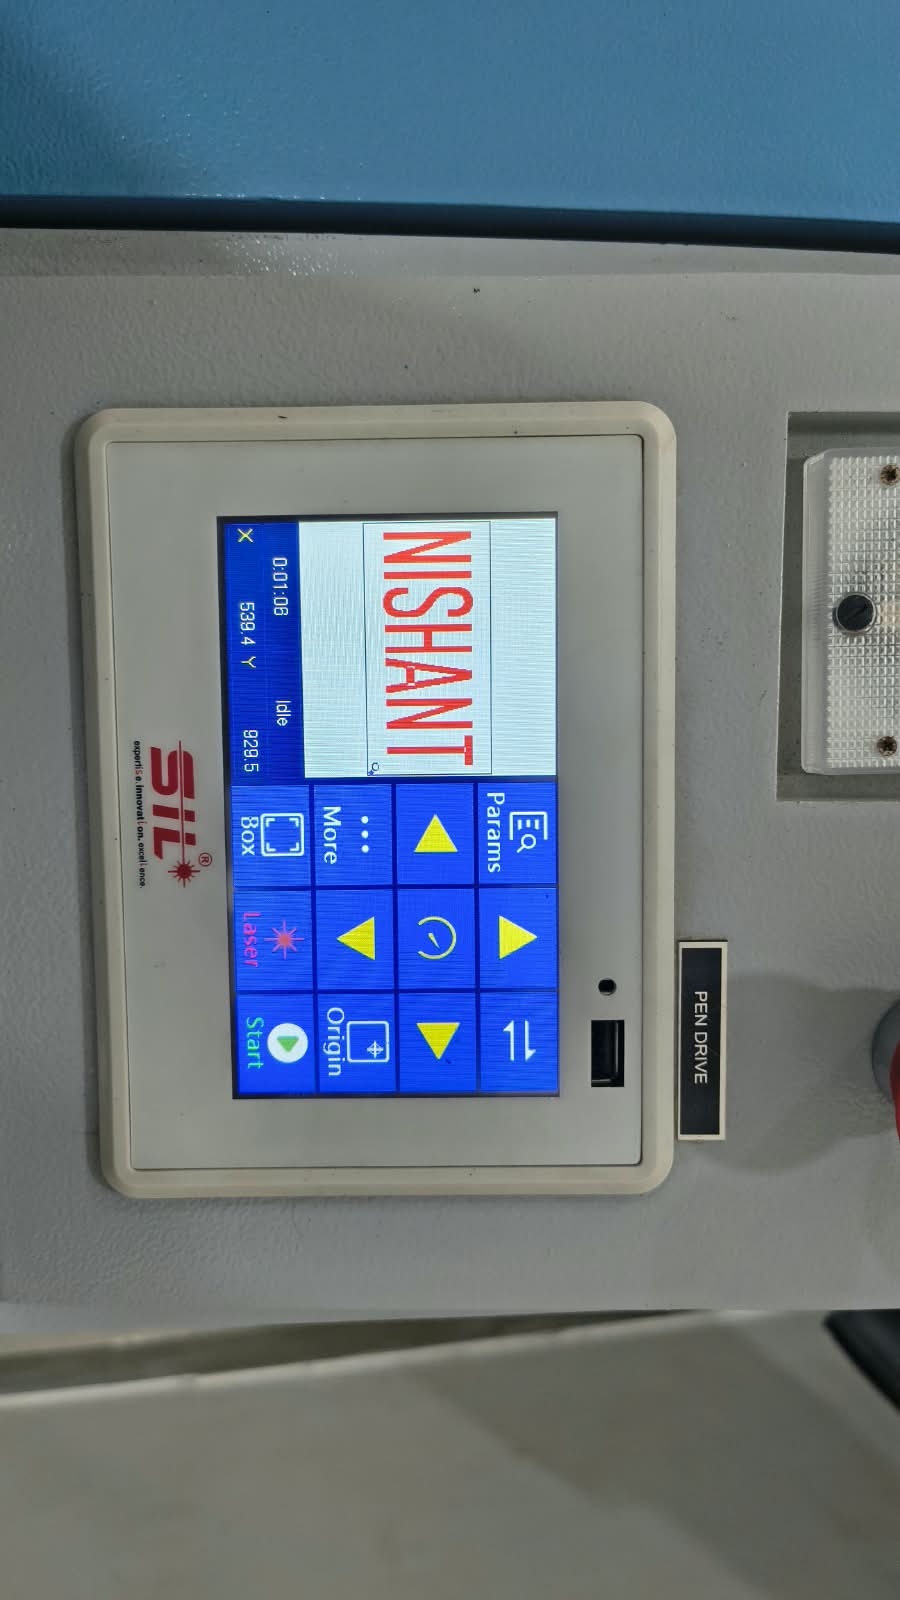 PEN DRIVE
NISHANT
0:01:06 Idle
X 539.4 Y 929.5
Params
More
Origin
Box
Laser
Start
SIL®
expertise.innovation.excellence.